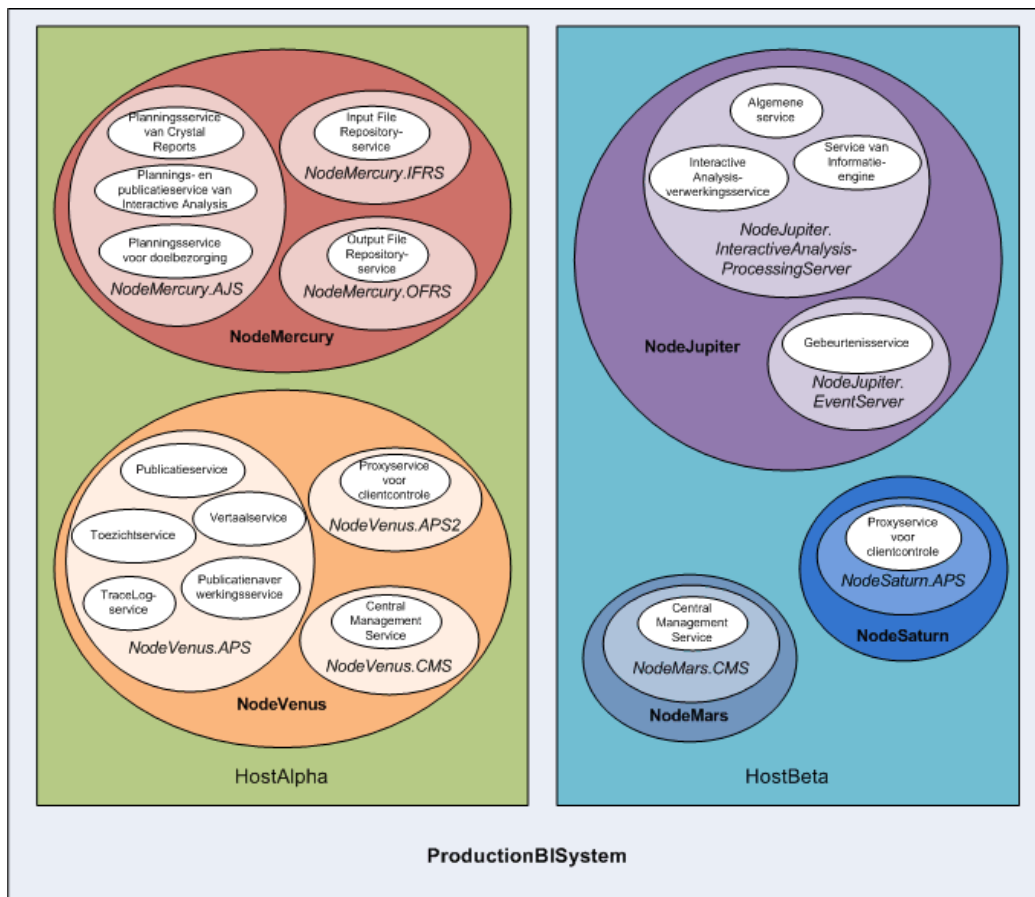 Planningsservice
van Crystal
Reports
Plannings- en
publicatieservice van
Interactive Analysis
Planningsservice
voor doelbezorging
NodeMercury.AJS
Input File
Repository-
service
NodeMercury.IFRS
Output File
Repository-
service
NodeMercury.OFRS
NodeMercury
Publicatieservice
Vertaalservice
Toezichtservice
Publicatienaver
werkingsservice
TraceLog-
service
NodeVenus.APS
Proxyservice
voor
clientcontrole
NodeVenus.APS2
Central
Management
Service
NodeVenus.CMS
NodeVenus
HostAlpha
Algemene
service
Interactive
Analysis-
verwerkingsservice
Service van
Informatie-
engine
NodeJupiter.
InteractiveAnalysis-
ProcessingServer
NodeJupiter
Gebeurtenisservice
NodeJupiter.
EventServer
Proxyservice
voor
clientcontrole
NodeSaturn.APS
NodeSaturn
Central
Management
Service
NodeMars.CMS
NodeMars
HostBeta
ProductionBISystem